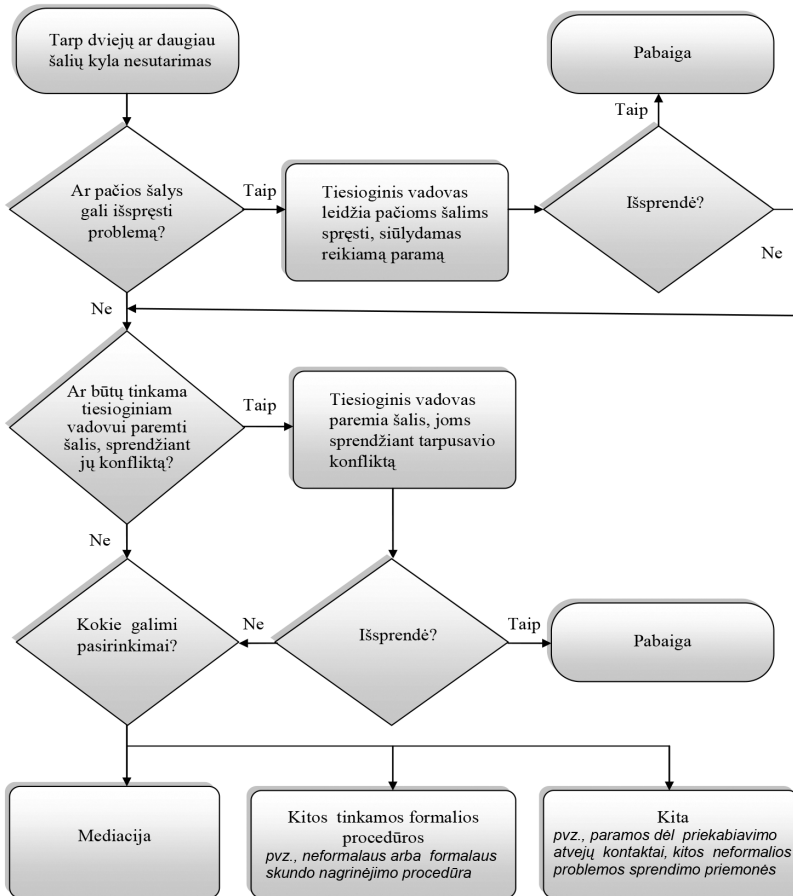 Tarp dviejų ar daugiau
šalių kyla nesutarimas
Pabaiga
Taip
Ar pačios šalys
gali išspręsti
problemą?
Taip
Tiesioginis vadovas
leidžia pačioms šalims
spręsti, siūlydamas
reikiamą paramą
Išsprendė?
Ne
Ne
Ar būtų tinkama
tiesioginiam
vadovui paremti
šalis, sprendžiant
jų konfliktą?
Taip
Tiesioginis vadovas
paremia šalis, joms
sprendžiant tarpusavio
konfliktą
Ne
Kokie galimi
pasirinkimai?
Ne
Išsprendė?
Taip
Pabaiga
Mediacija
Kitos tinkamos formalios
procedūros
pvz., neformalaus arba formalaus
skundo nagrinėjimo procedūra
Kita
pvz., paramos dėl priekabiavimo
atvejų kontaktai, kitos neformalios
problemos sprendimo priemonės